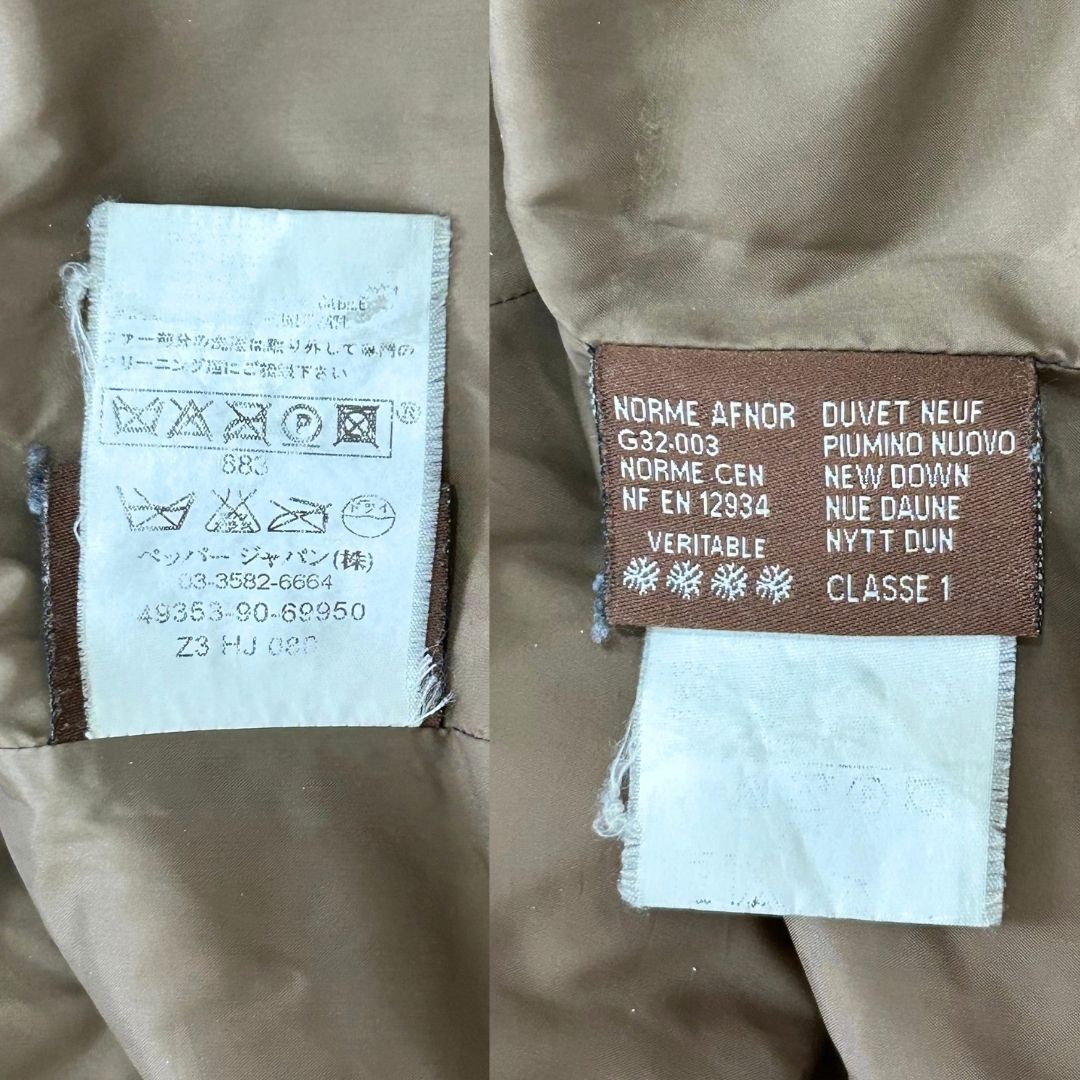 ファー部分の洗濯は取り外して専門の
クリーニング店にご相談下さい
P
®
683
ドライ
ペッパー ジャパン(株)
03-3582-6664
49353-90-69950
Z3 HJ
NORME AFNOR
G32-003
NORME CEN
NF EN 12934
VERITABLE
DUVET NEUF
PIUMINO NUOVO
NEW DOWN
NUE DAUNE
NYTT DUN
CLASSE 1